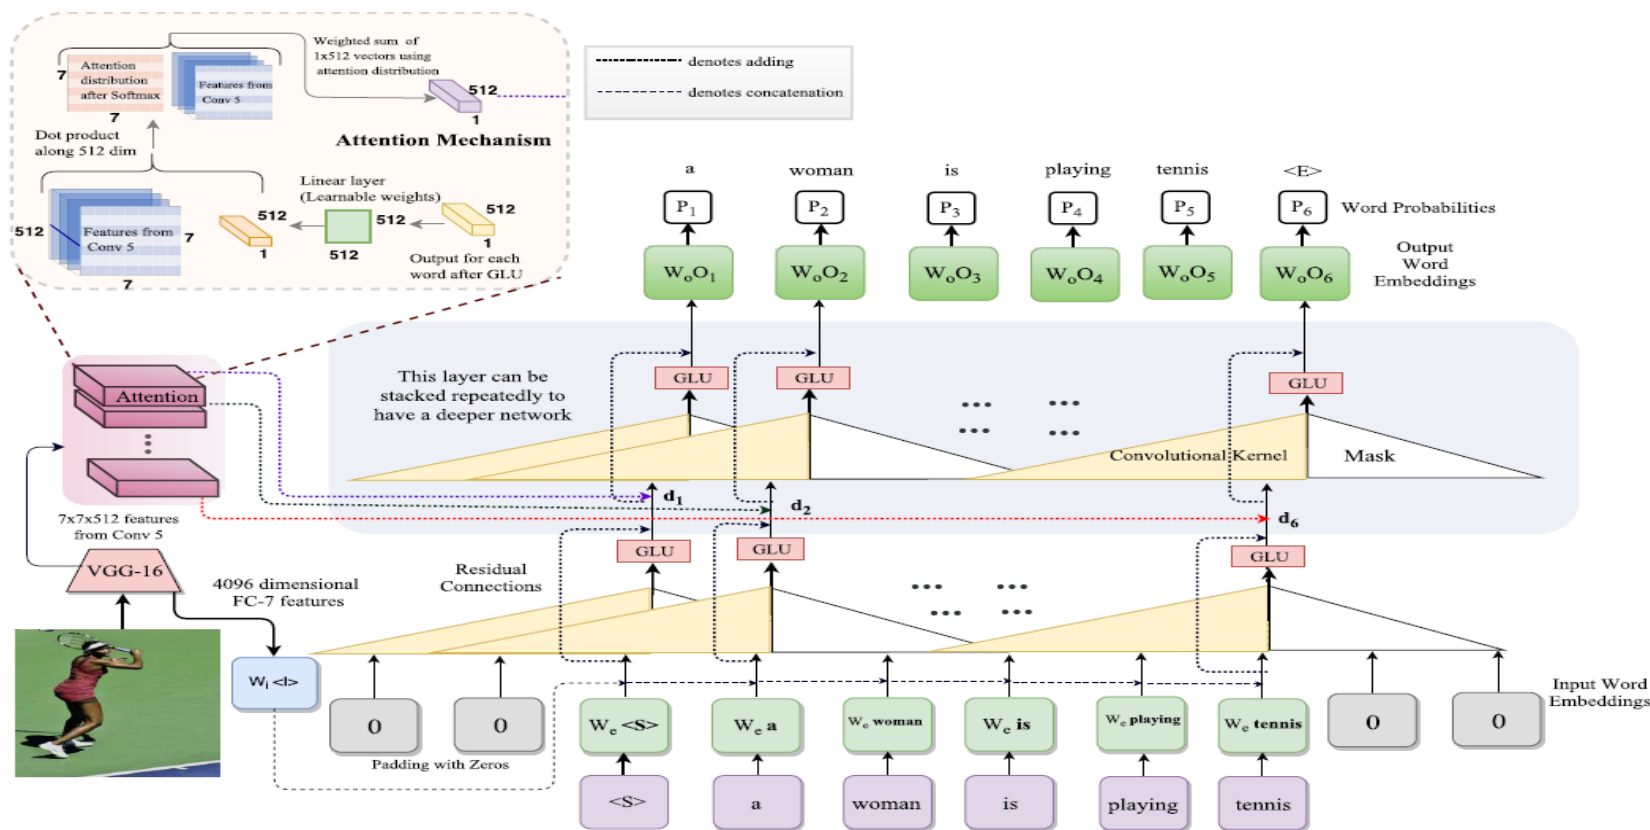 Weighted sum of
1x512 vectors using
attention distribution
7
Attention
distribution
after Softmax
7
Features from
Conv 5
512
1
Attention Mechanism
Dot product
along 512 dim
Linear layer
(Learnable weights)
512
Features from
Conv 5
7
7
512
1
512
512
512
1
Output for each
word after GLU
denotes adding
denotes concatenation
a
woman
is
playing
tennis
<E>
P1
P2
P3
P4
P5
P6
Word Probabilitics
WoO1
WoO2
WoO3
WoO4
WoO5
WoO6
Output
Word
Embeddings
This layer can be
stacked repeatedly to
have a deeper network
GLU
GLU
GLU
Attention
Convolutional Kernel
Mask
d1
d2
d6
7x7x512 features
from Conv 5
VGG-16
4096 dimensional
FC-7 features
Residual
Connections
GLU
GLU
GLU
Wi <I>
0
0
We <S>
We a
We woman
We is
We playing
We tennis
0
0
Input Word
Embeddings
Padding with Zeros
<S>
a
woman
is
playing
tennis